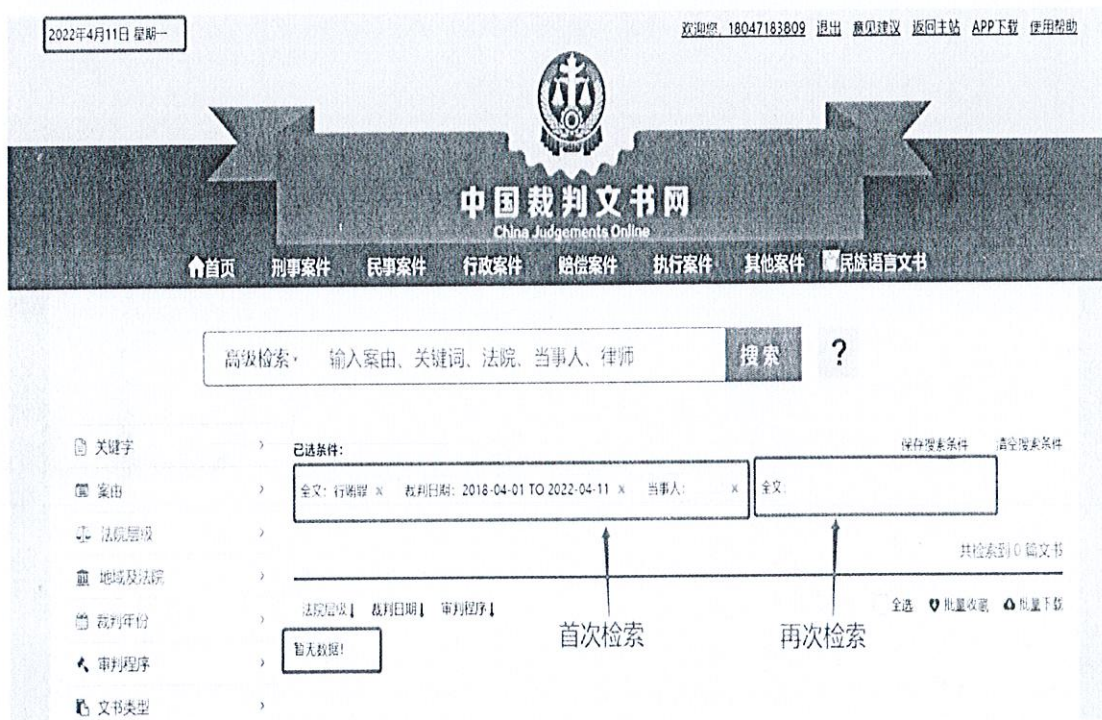 2022年4月11日 星期一
欢迎您, 18047183809 退出 意见建议 返回主站 APP下载 使用帮助
中国裁判文书网
China Judgements Online
首页 刑事案件 民事案件 行政案件 赔偿案件 执行案件 其他案件 民族语言文书
高级检索 输入案由、关键词、法院、当事人、律师 搜索 ?
关键字
已选条件: 保存搜索条件 清空搜索条件
案由
全文: 行贿罪 × 裁判日期: 2018-04-01 TO 2022-04-11 × 当事人: × 全文:
法院层级
共检索到 0 篇文书
地域及法院
法院层级 裁判日期 审判程序 全选 批量收藏 批量下载
裁判年份
首次检索 再次检索
暂无数据!
审判程序
文书类型